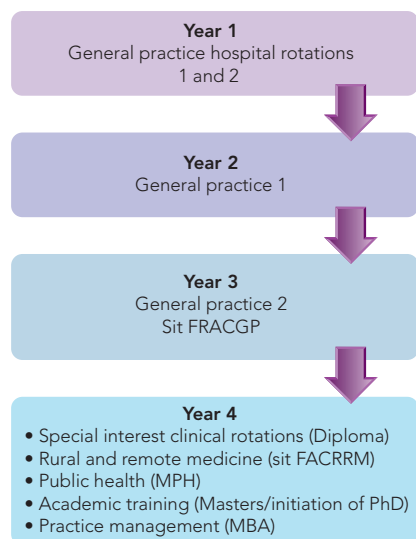 Year 1
General practice hospital rotations
1 and 2
Year 2
General practice 1
Year 3
General practice 2
Sit FRACGP
Year 4
• Special interest clinical rotations (Diploma)
• Rural and remote medicine (sit FACRRM)
• Public health (MPH)
• Academic training (Masters/initiation of PhD)
• Practice management (MBA)